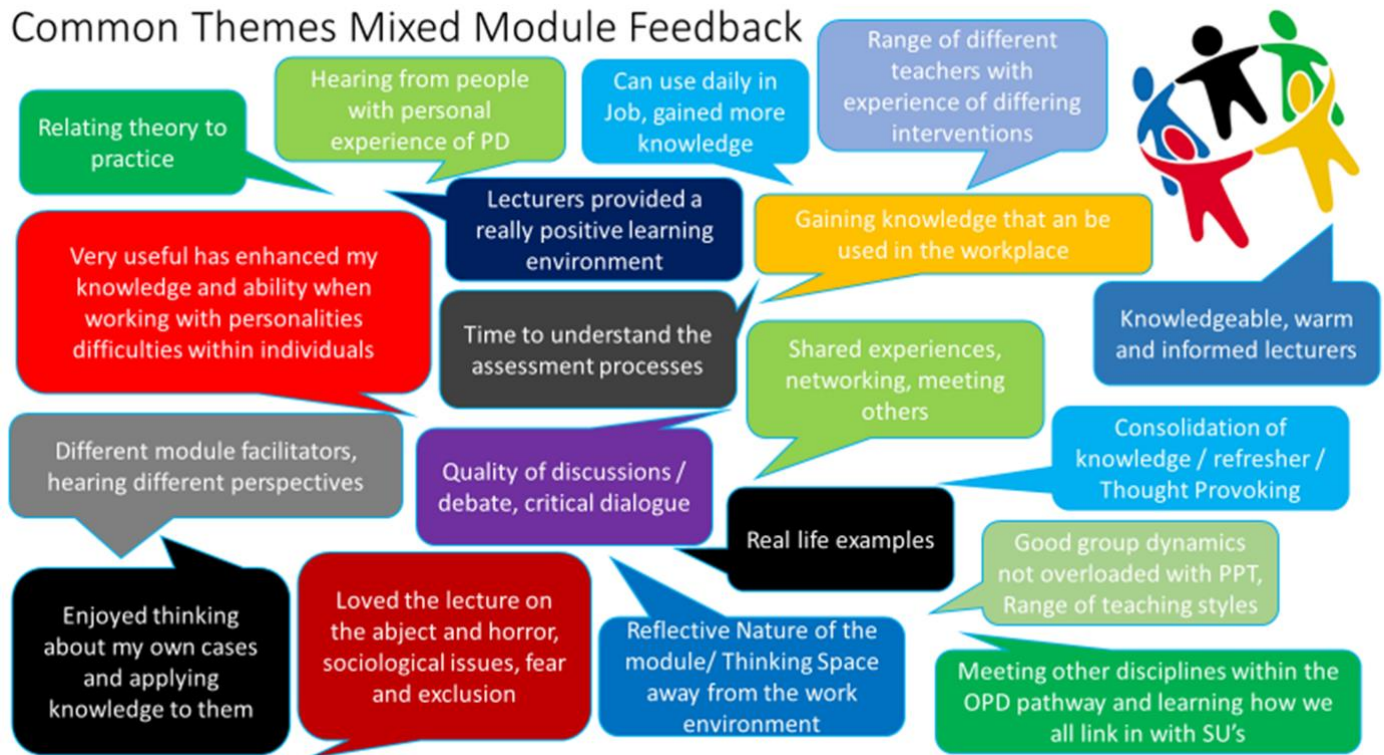 Common Themes Mixed Module Feedback
Relating theory to
practice
Hearing from people
with personal
experience of PD
Can use daily in
Job, gained more
knowledge
Range of different
teachers with
experience of differing
interventions
Lecturers provided a
really positive learning
environment
Gaining knowledge that an be
used in the workplace
Very useful has enhanced my
knowledge and ability when
working with personalities
difficulties within individuals
Time to understand the
assessment processes
Shared experiences,
networking, meeting
others
Knowledgeable, warm
and informed lecturers
Different module facilitators,
hearing different perspectives
Quality of discussions /
debate, critical dialogue
Consolidation of
knowledge / refresher /
Thought Provoking
Real life examples
Good group dynamics
not overloaded with PPT,
Range of teaching styles
Enjoyed thinking
about my own cases
and applying
knowledge to them
Loved the lecture on
the abject and horror,
sociological issues, fear
and exclusion
Reflective Nature of the
module/ Thinking Space
away from the work
environment
Meeting other disciplines within the
OPD pathway and learning how we
all link in with SU's